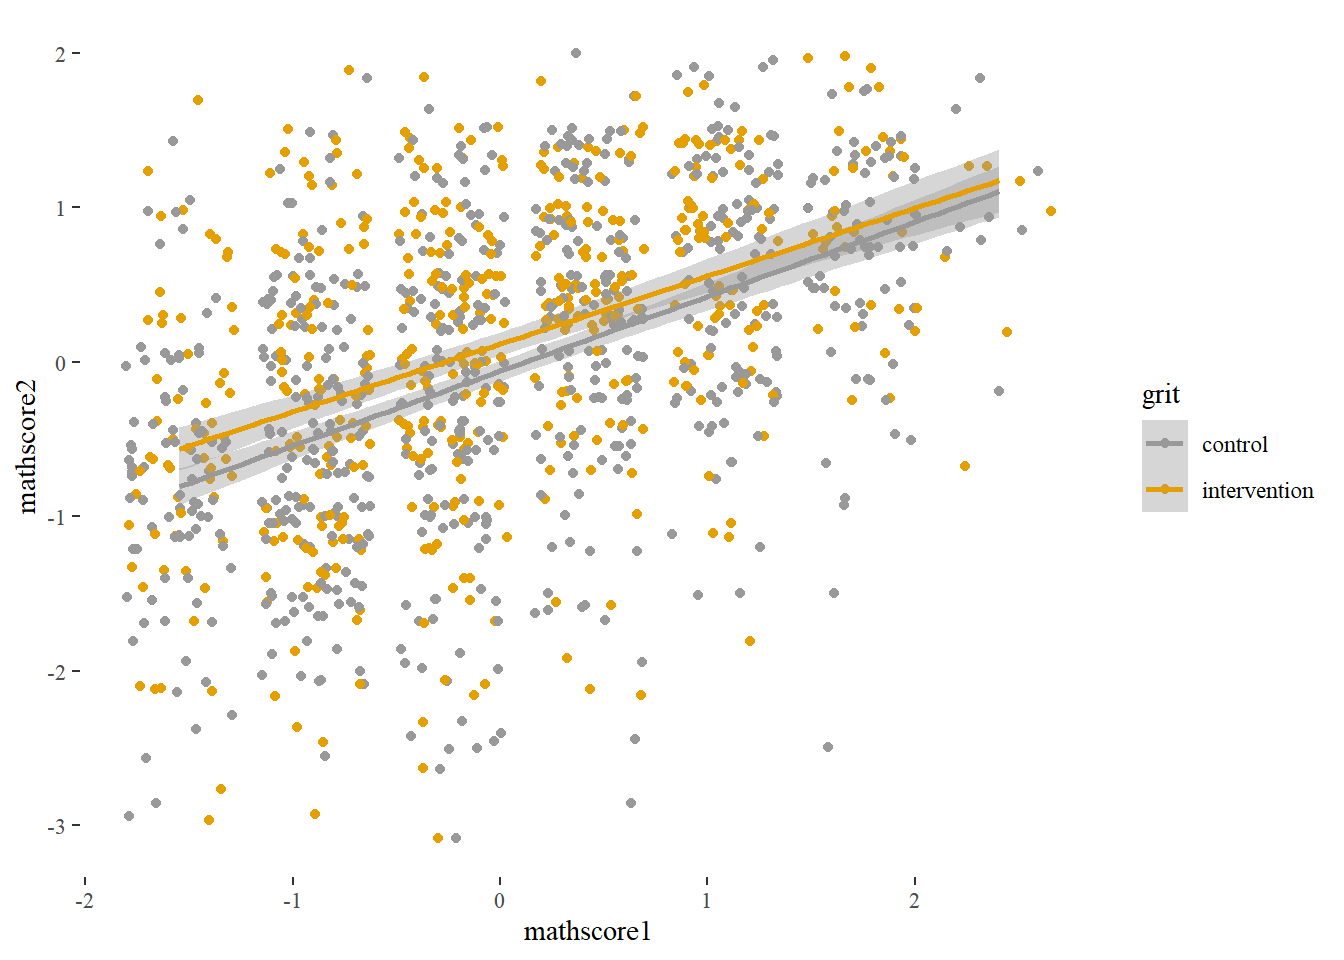 2
1
0
-1
-2
-3
mathscore2
-2
-1
0
1
2
mathscore1
grit
control
intervention